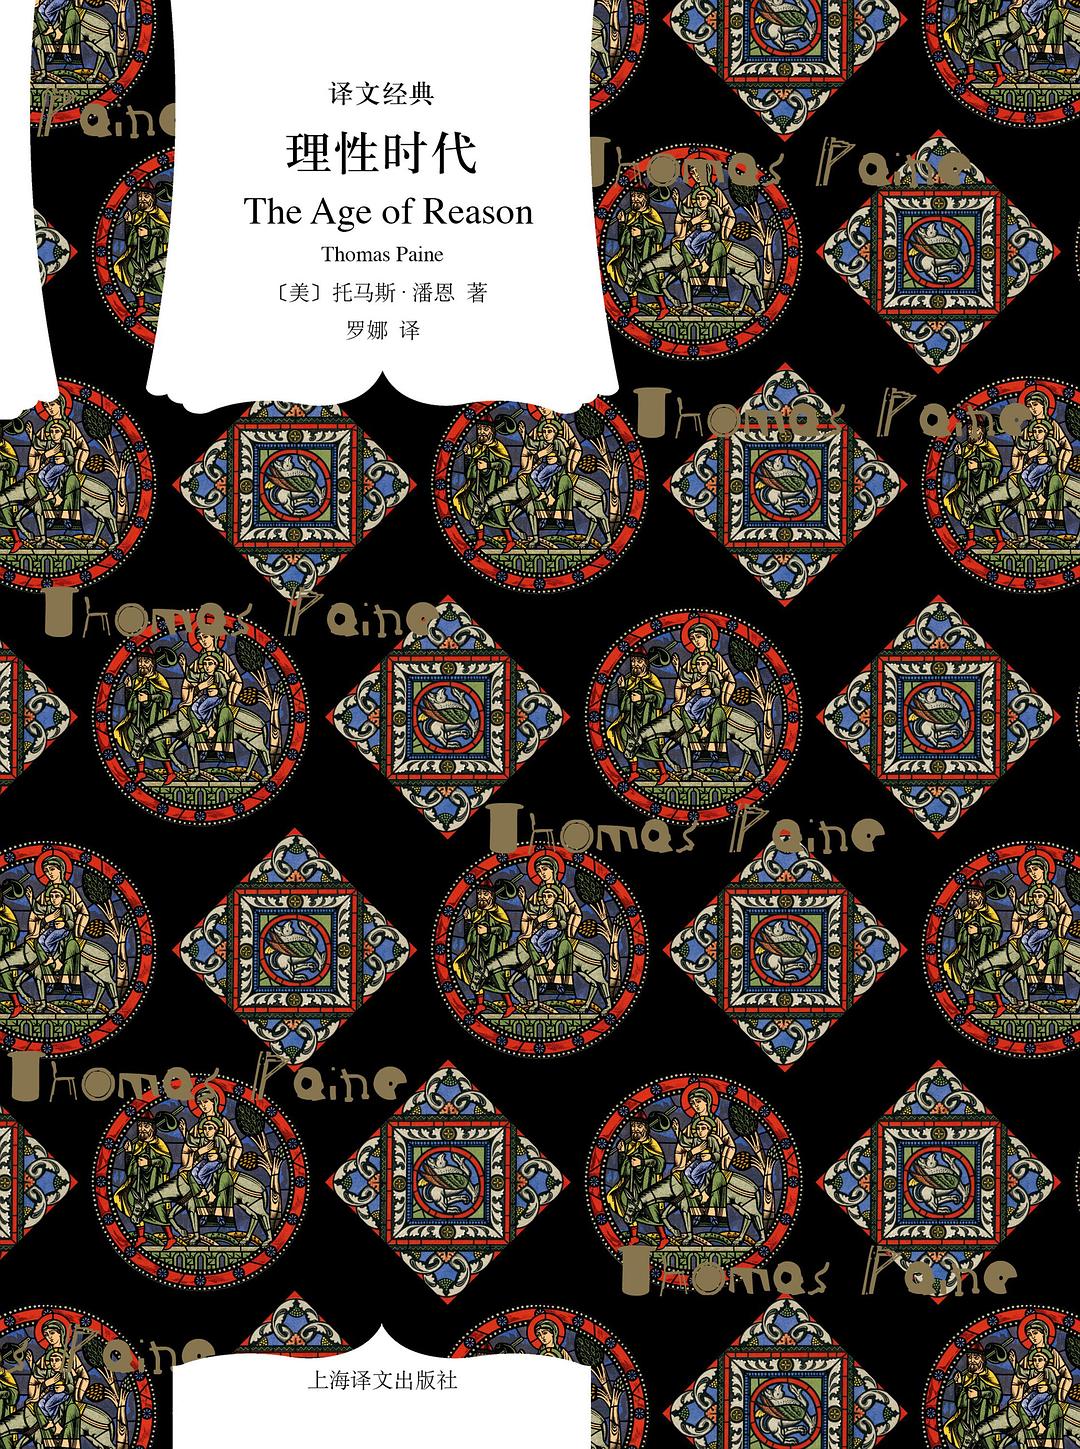 译文经典
理性时代
The Age of Reason
Thomas Paine
〔美〕托马斯·潘恩 著
罗娜 译
Paine
Thomas Paine
Thomas Paine
Thomas Paine
Thomas Paine
Thomas Paine
Thomas Paine
s Paine
上海译文出版社